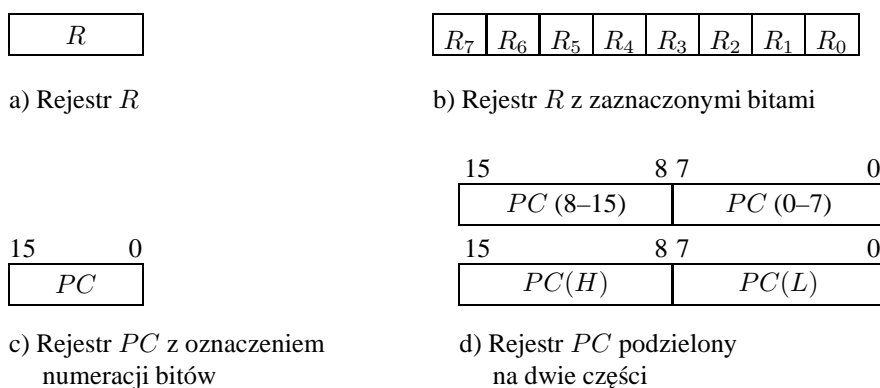 R
R₇ R₆ R₅ R₄ R₃ R₂ R₁ R₀
a) Rejestr R
b) Rejestr R z zaznaczonymi bitami
15 8 7 0
PC (8–15) PC (0–7)
15 0
PC
15 8 7 0
PC(H) PC(L)
c) Rejestr PC z oznaczeniem
numeracji bitów
d) Rejestr PC podzielony
na dwie części